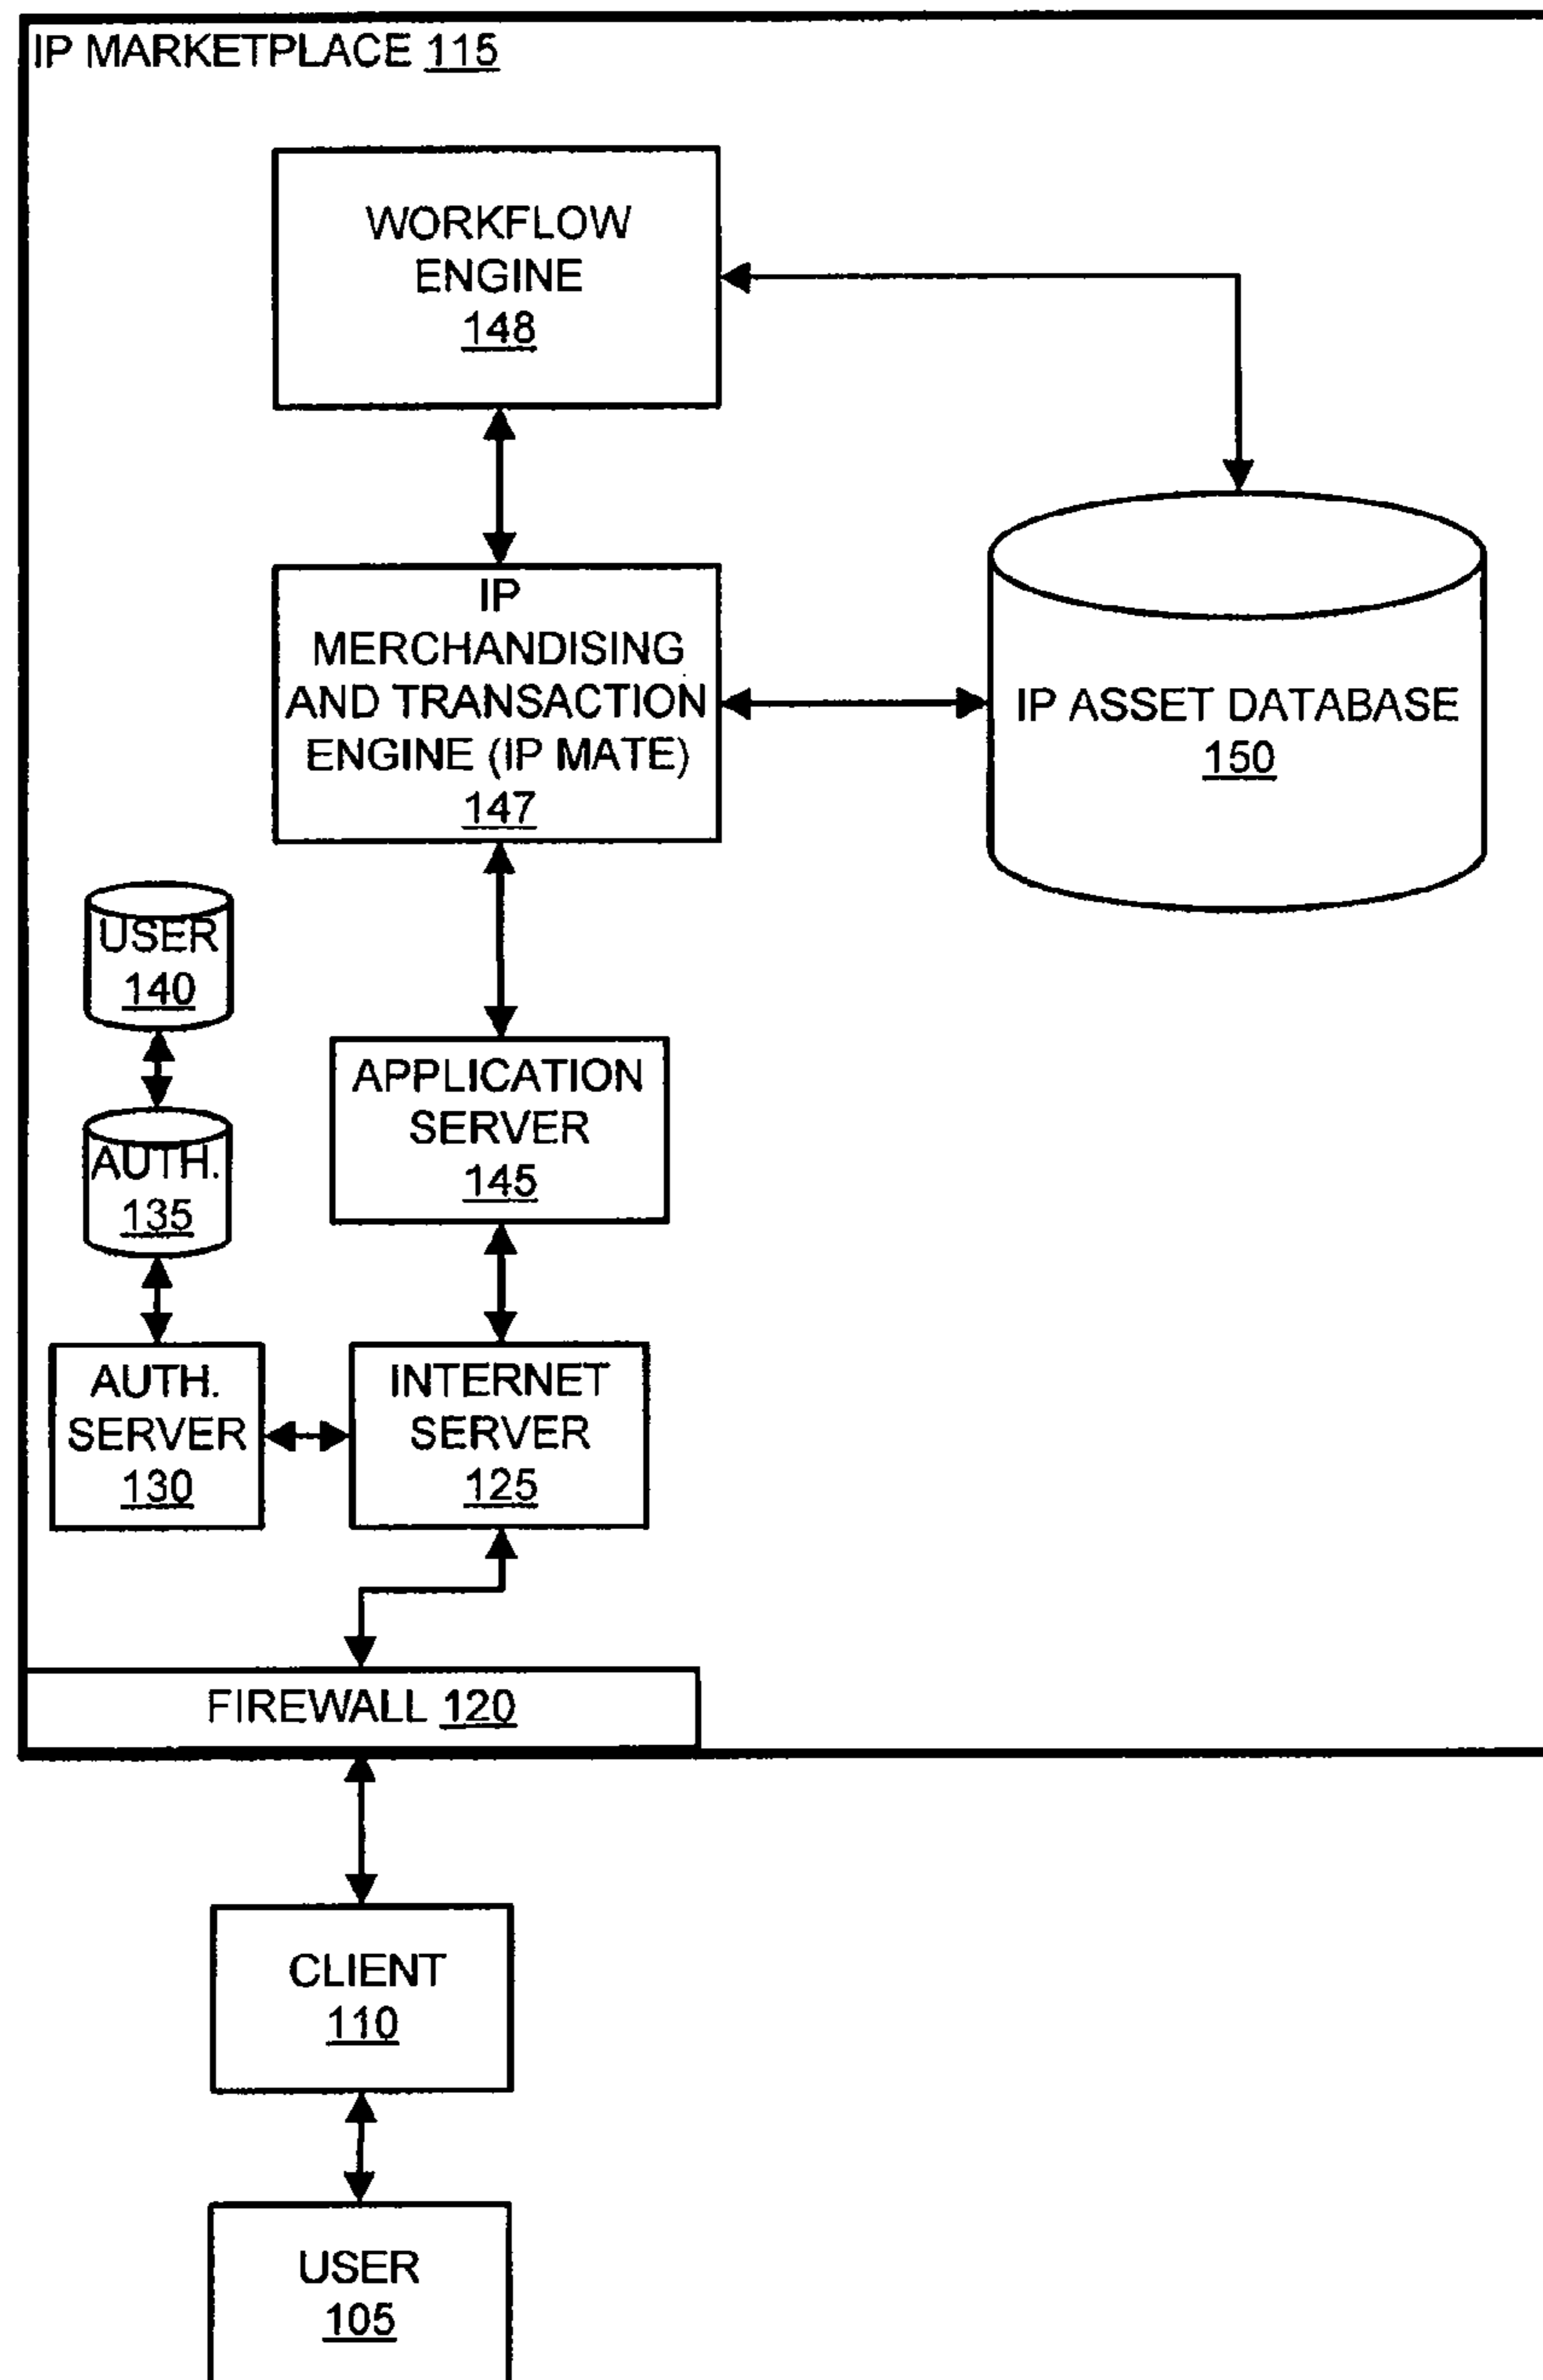 IP MARKETPLACE 115
WORKFLOW
ENGINE
148
IP
MERCHANDISING
AND TRANSACTION
ENGINE (IP MATE)
147
IP ASSET DATABASE
150
USER
140
AUTH.
135
APPLICATION
SERVER
145
AUTH.
SERVER
130
INTERNET
SERVER
125
FIREWALL 120
CLIENT
110
USER
105